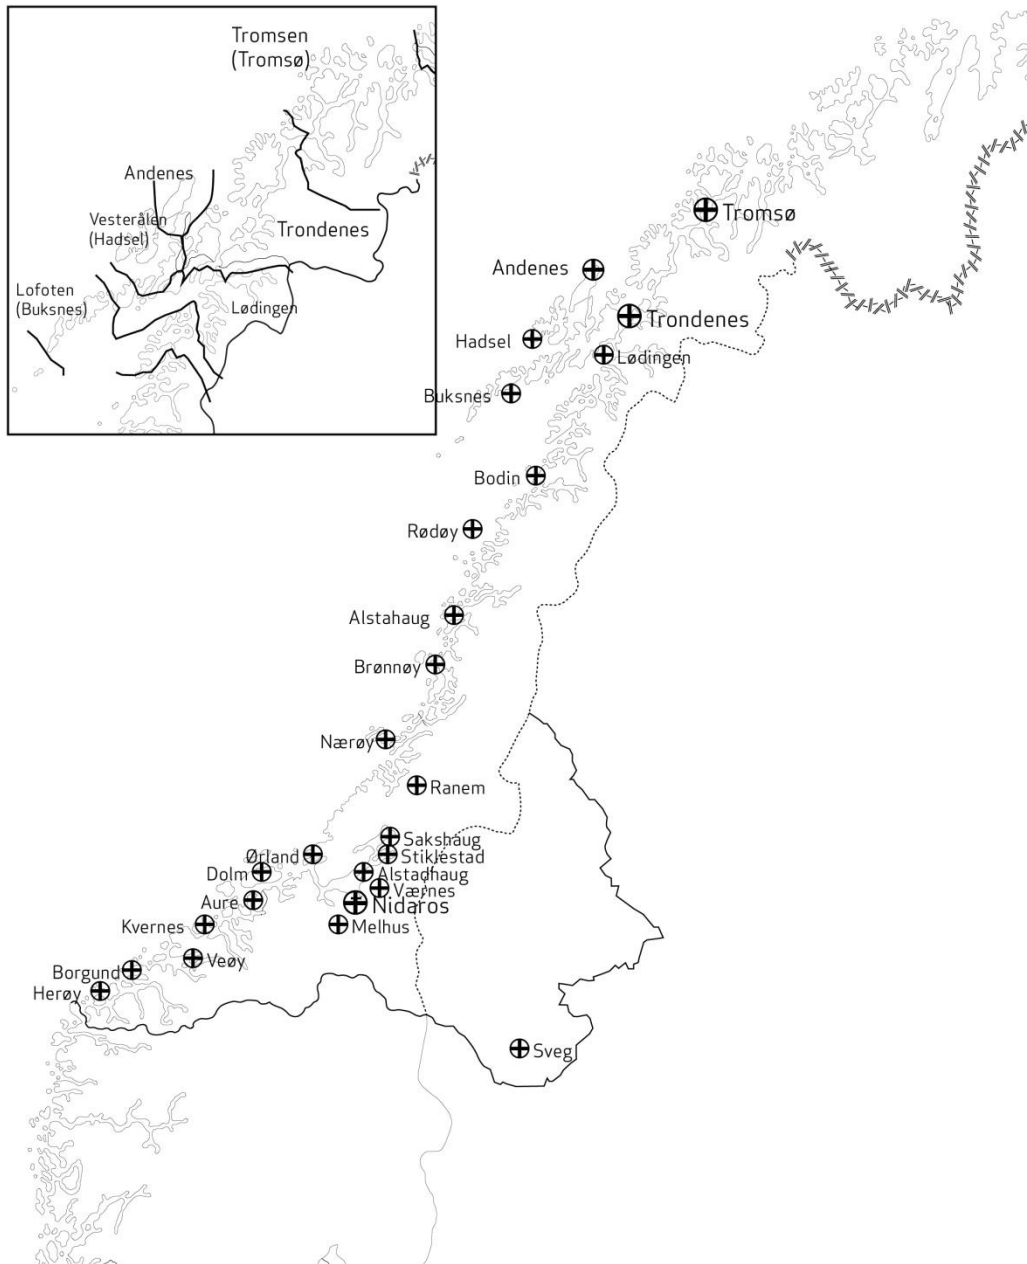 Tromsen
(Tromsø)
Andenes
Vesterålen
(Hadsel)
Trondenes
Lofoten
(Buksnes)
Lødingen
Tromsø
Andenes
Trondenes
Hadsel
Lødingen
Buksnes
Bodin
Rødøy
Alstahaug
Brønnøy
Nærøy
Ranem
Sakshaug
Ørland
Stiklestad
Dolm
Alstadhaug
Værnes
Aure
Nidaros
Kvernes
Melhus
Veøy
Borgund
Herøy
Sveg